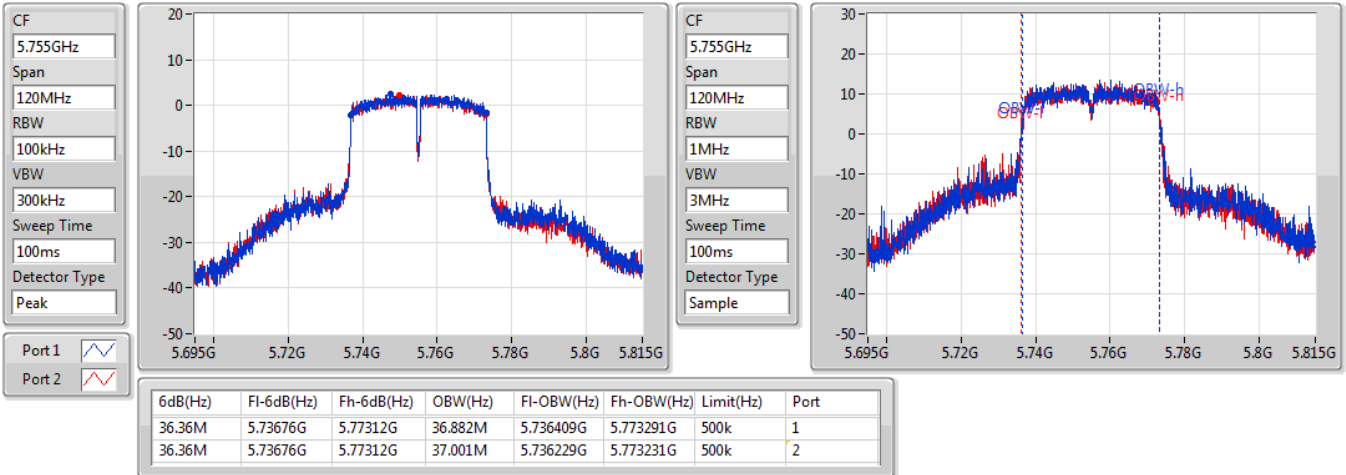 CF
5.755GHz
Span
120MHz
RBW
100kHz
VBW
300kHz
Sweep Time
100ms
Detector Type
Peak
20
10
0
-10
-20
-30
-40
-50
5.695G 5.72G 5.74G 5.76G 5.78G 5.8G 5.815G
CF
5.755GHz
Span
120MHz
RBW
1MHz
VBW
3MHz
Sweep Time
100ms
Detector Type
Sample
30
20
10
0
-10
-20
-30
-40
-50
OBW-l
OBW-l
OBW-h
OBW-h
5.695G 5.72G 5.74G 5.76G 5.78G 5.8G 5.815G
Port 1
Port 2
6dB(Hz) Fl-6dB(Hz) Fh-6dB(Hz) OBW(Hz) Fl-OBW(Hz) Fh-OBW(Hz) Limit(Hz) Port
36.36M 5.73676G 5.77312G 36.882M 5.736409G 5.773291G 500k 1
36.36M 5.73676G 5.77312G 37.001M 5.736229G 5.773231G 500k 2